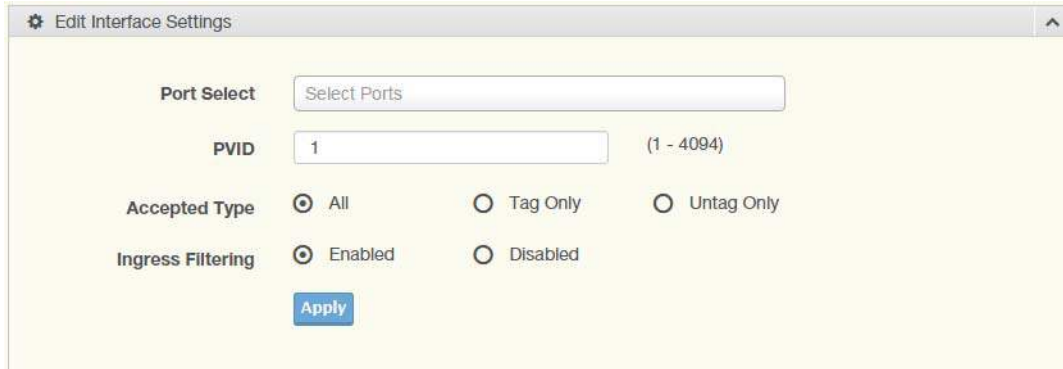 Edit Interface Settings
Port Select Select Ports
PVID 1 (1 - 4094)
Accepted Type All Tag Only Untag Only
Ingress Filtering Enabled Disabled
Apply